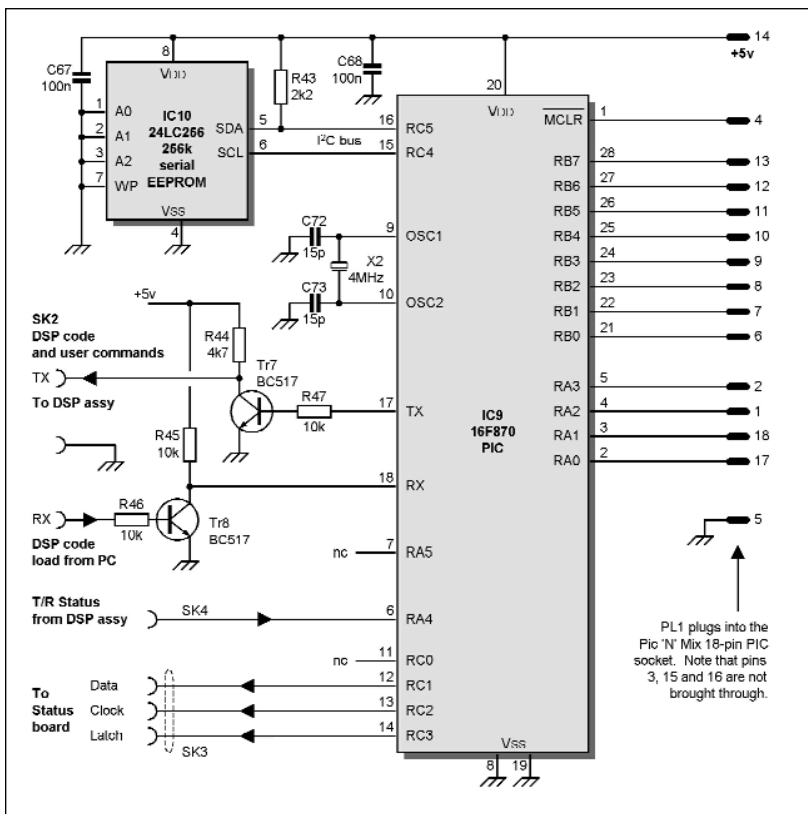 14
+5v
C67
100n
8
VDD
R43
2k2
C68
100n
20
VDD
1
A0
2
A1
3
A2
7
WP
IC10
24LC256
256k
serial
EEPROM
SDA
5
SCL
6
VSS
4
I²C bus
16
RC5
15
RC4
MCLR
1
4
RB7
28
13
RB6
27
12
RB5
26
11
RB4
25
10
RB3
24
9
RB2
23
8
RB1
22
7
RB0
21
6
C72
15p
9
OSC1
X2
4MHz
C73
15p
10
OSC2
+5v
SK2
DSP code
and user commands
TX
To DSP assy
R44
4k7
Tr7
BC517
R47
10k
17
TX
IC9
16F870
PIC
RA3
5
2
RA2
4
1
RA1
3
18
RA0
2
17
R45
10k
18
RX
RX
R46
10k
Tr8
BC517
DSP code
load from PC
5
nc
7
RA5
T/R Status
from DSP assy
SK4
6
RA4
nc
11
RC0
To
Status
board
Data
12
RC1
Clock
13
RC2
Latch
14
RC3
SK3
VSS
8
19
PL1 plugs into the
Pic 'N' Mix 18-pin PIC
socket. Note that pins
3, 15 and 16 are not
brought through.